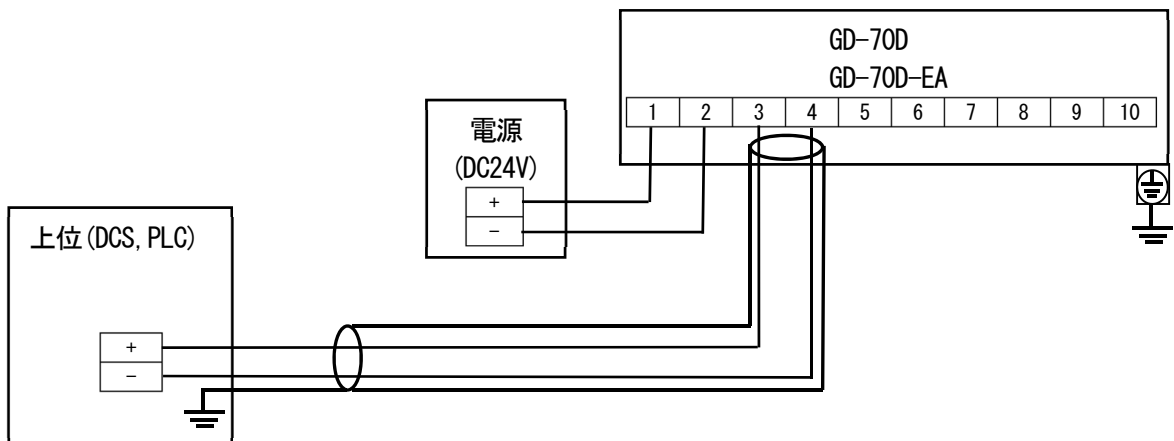 GD-70D
GD-70D-EA
1 2 3 4 5 6 7 8 9 10
電源
(DC24V)
+
−
上位(DCS, PLC)
+
−